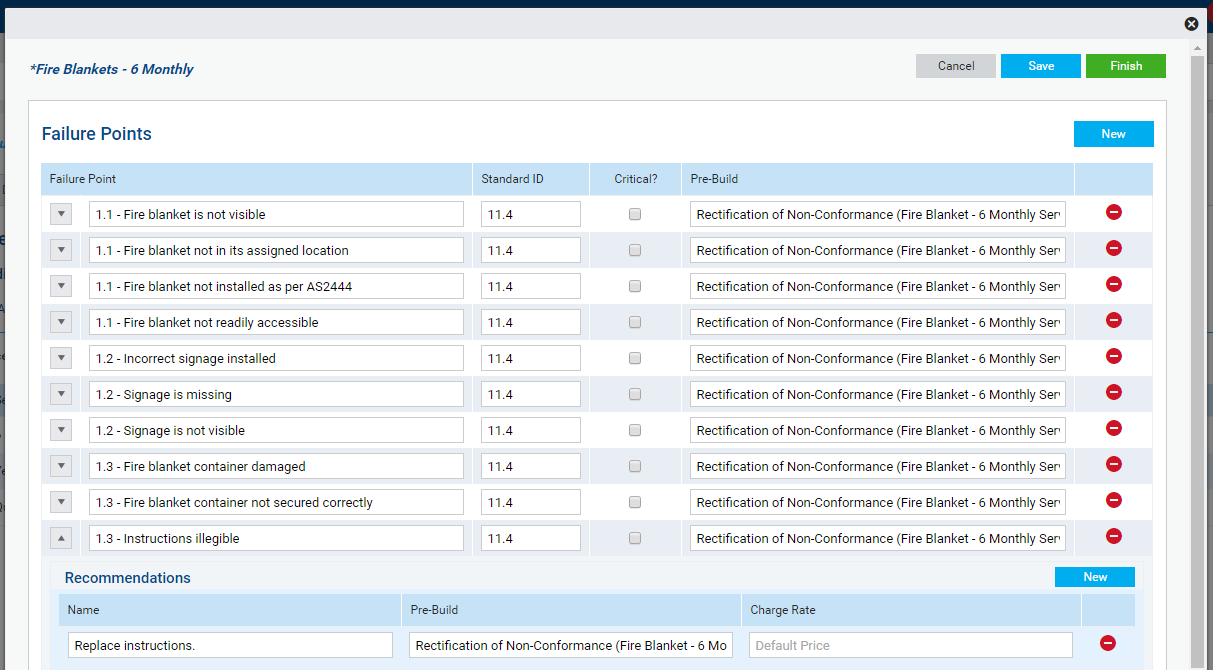 *Fire Blankets - 6 Monthly
Cancel
Save
Finish
Failure Points
New
Failure Point Standard ID Critical? Pre-Build
1.1 - Fire blanket is not visible 11.4 Rectification of Non-Conformance (Fire Blanket - 6 Monthly Ser
1.1 - Fire blanket not in its assigned location 11.4 Rectification of Non-Conformance (Fire Blanket - 6 Monthly Ser
1.1 - Fire blanket not installed as per AS2444 11.4 Rectification of Non-Conformance (Fire Blanket - 6 Monthly Ser
1.1 - Fire blanket not readily accessible 11.4 Rectification of Non-Conformance (Fire Blanket - 6 Monthly Ser
1.2 - Incorrect signage installed 11.4 Rectification of Non-Conformance (Fire Blanket - 6 Monthly Ser
1.2 - Signage is missing 11.4 Rectification of Non-Conformance (Fire Blanket - 6 Monthly Ser
1.2 - Signage is not visible 11.4 Rectification of Non-Conformance (Fire Blanket - 6 Monthly Ser
1.3 - Fire blanket container damaged 11.4 Rectification of Non-Conformance (Fire Blanket - 6 Monthly Ser
1.3 - Fire blanket container not secured correctly 11.4 Rectification of Non-Conformance (Fire Blanket - 6 Monthly Ser
1.3 - Instructions illegible 11.4 Rectification of Non-Conformance (Fire Blanket - 6 Monthly Ser
Recommendations
New
Name Pre-Build Charge Rate
Replace instructions. Rectification of Non-Conformance (Fire Blanket - 6 Mo Default Price